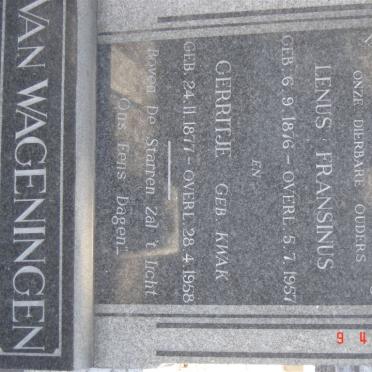 ONZE DIERBARE OUDERS
LENUS FRANSINUS
GEB. 6. 9. 1876 – OVERL. 5. 7. 1957
EN
GERRITJE GEB KWAK
GEB. 24. 11. 1877 – OVERL. 28. 4. 1958
Boven De Starren Zal 't licht
Ons Eens Dagen"
VAN WAGENINGEN
9 4